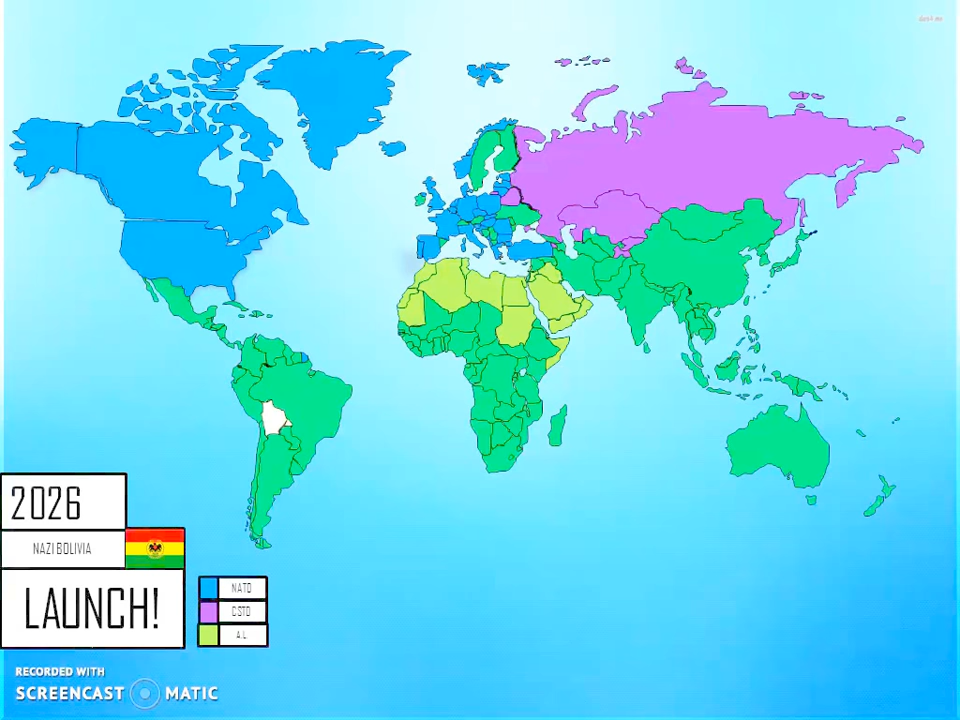 2026
NAZI BOLIVIA
LAUNCH!
NATO
CSTO
A.L
RECORDED WITH
SCREENCAST MATIC